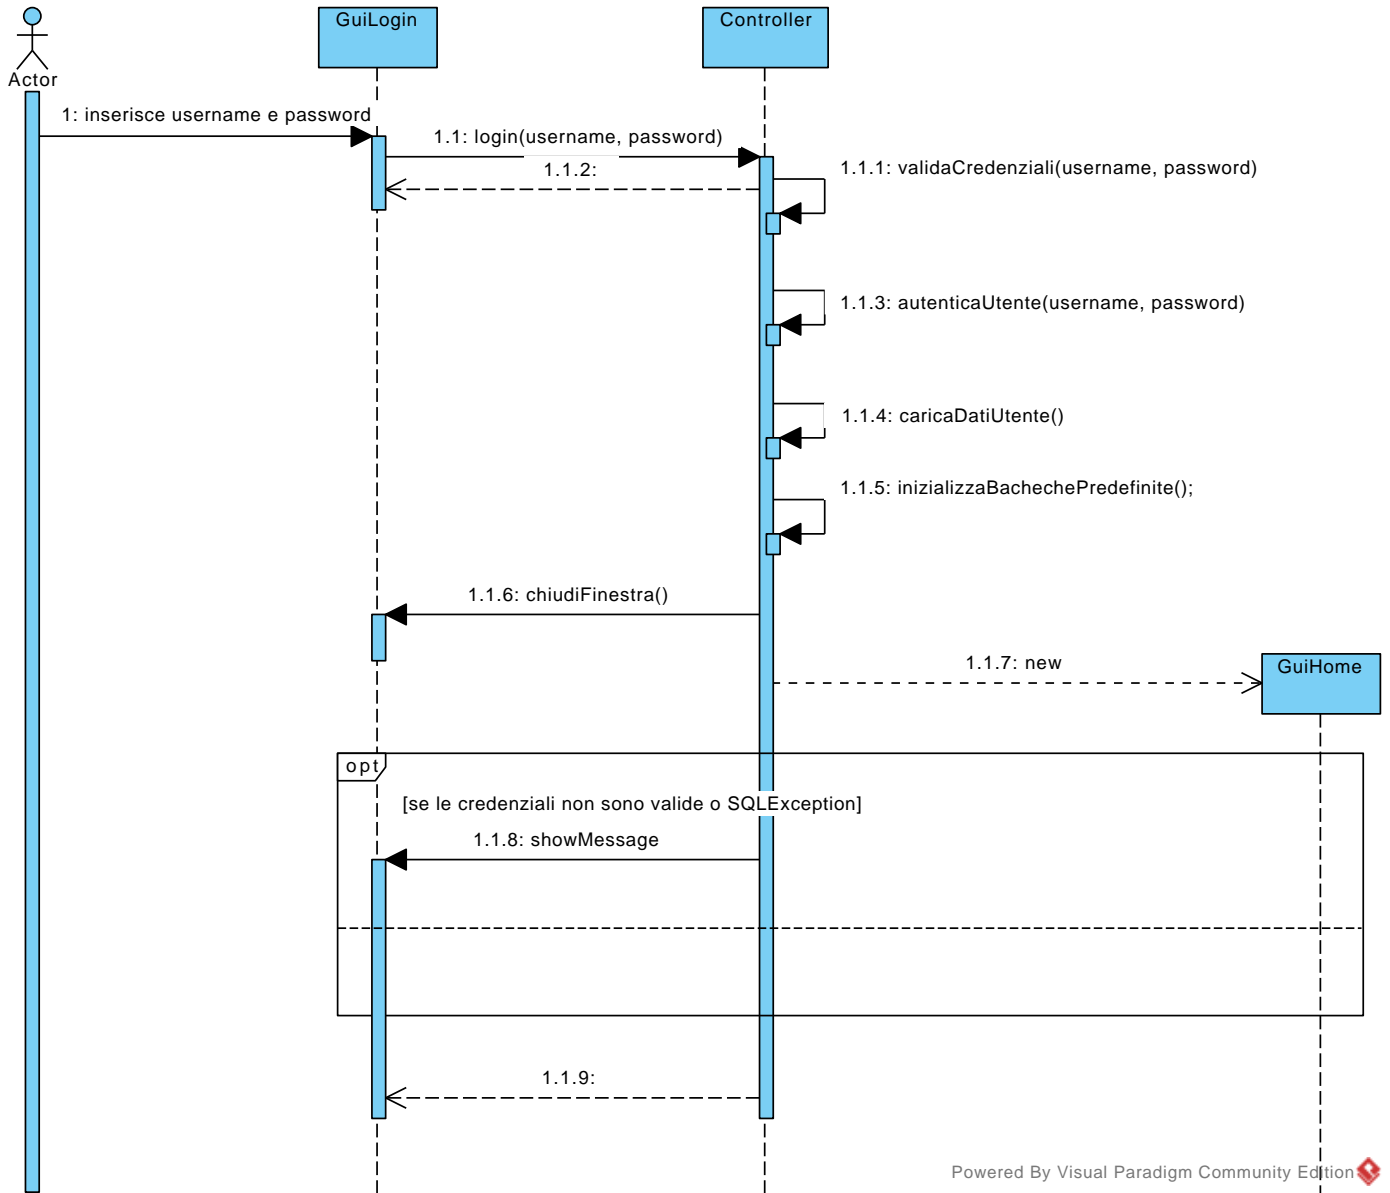 GuiLogin
Controller
Actor
1: inserisce username e password
1.1: login(username, password)
1.1.2:
1.1.1: validaCredenziali(username, password)
1.1.3: autenticaUtente(username, password)
1.1.4: caricaDatiUtente()
1.1.5: inizializzaBachechePredefinite();
1.1.6: chiudiFinestra()
1.1.7: new
GuiHome
opt
[se le credenziali non sono valide o SQLException]
1.1.8: showMessage
1.1.9:
Powered By Visual Paradigm Community Edition